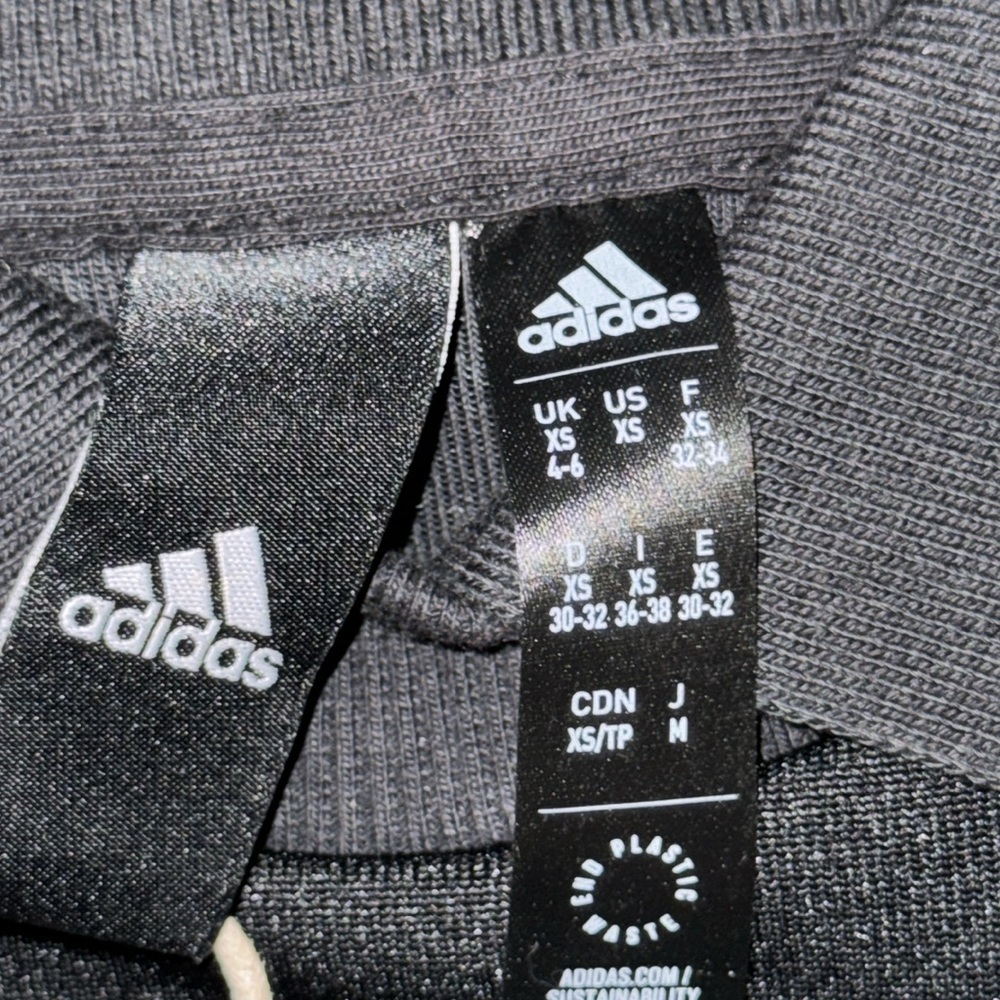 adidas
adidas
UK US F
XS XS XS
4-6 32-34
D I E
XS XS XS
30-32 36-38 30-32
CDN J
XS/TP M
END PLASTIC WASTE
ADIDAS.COM/
SUSTAINABILITY